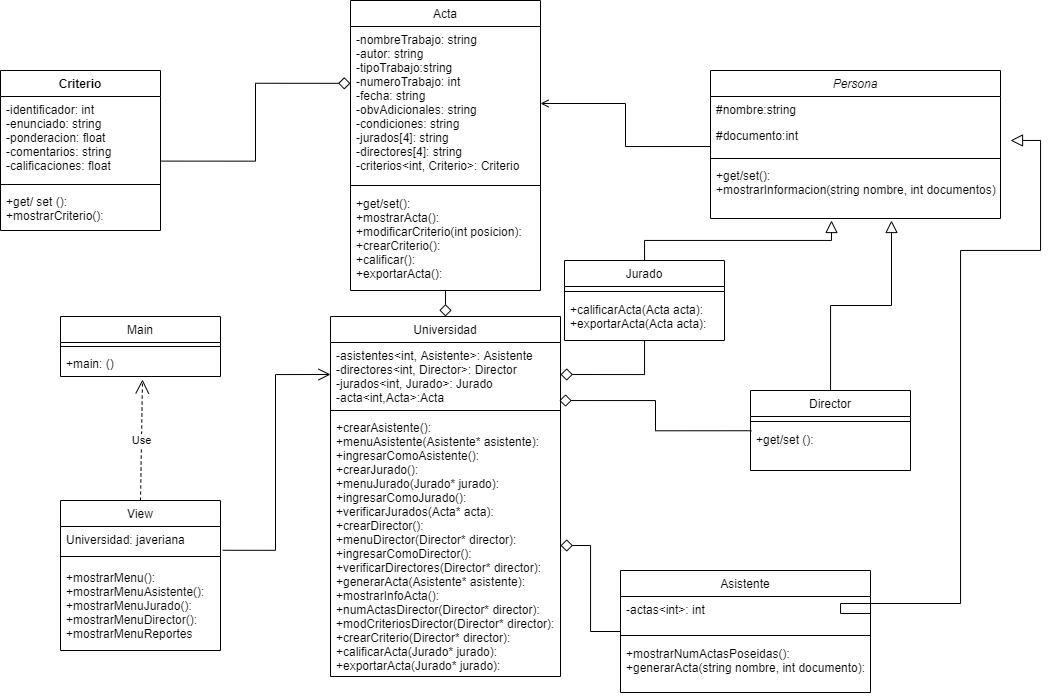 Acta
-nombreTrabajo: string
-autor: string
-tipoTrabajo:string
-numeroTrabajo: int
-fecha: string
-obvAdicionales: string
-condiciones: string
-jurados[4]: string
-directores[4]: string
-criterios<int, Criterio>: Criterio
+get/set():
+mostrarActa():
+modificarCriterio(int posicion):
+crearCriterio():
+calificar():
+exportarActa():
Criterio
-identificador: int
-enunciado: string
-ponderacion: float
-comentarios: string
-calificaciones: float
+get/ set ():
+mostrarCriterio():
Persona
#nombre:string
#documento:int
+get/set():
+mostrarInformacion(string nombre, int documentos)
Jurado
+calificarActa(Acta acta):
+exportarActa(Acta acta):
Main
+main: ()
Use
View
Universidad: javeriana
+mostrarMenu():
+mostrarMenuAsistente():
+mostrarMenuJurado():
+mostrarMenuDirector():
+mostrarMenuReportes
Universidad
-asistentes<int, Asistente>: Asistente
-directores<int, Director>: Director
-jurados<int, Jurado>: Jurado
-acta<int,Acta>:Acta
+crearAsistente():
+menuAsistente(Asistente* asistente):
+ingresarComoAsistente():
+crearJurado():
+menuJurado(Jurado* jurado):
+ingresarComoJurado():
+verificarJurados(Acta* acta):
+crearDirector():
+menuDirector(Director* director):
+ingresarComoDirector():
+verificarDirectores(Director* director):
+generarActa(Asistente* asistente):
+mostrarInfoActa():
+numActasDirector(Director* director):
+modCriteriosDirector(Director* director):
+crearCriterio(Director* director):
+calificarActa(Jurado* jurado):
+exportarActa(Jurado* jurado):
Director
+get/set ():
Asistente
-actas<int>: int
+mostrarNumActasPoseidas():
+generarActa(string nombre, int documento):